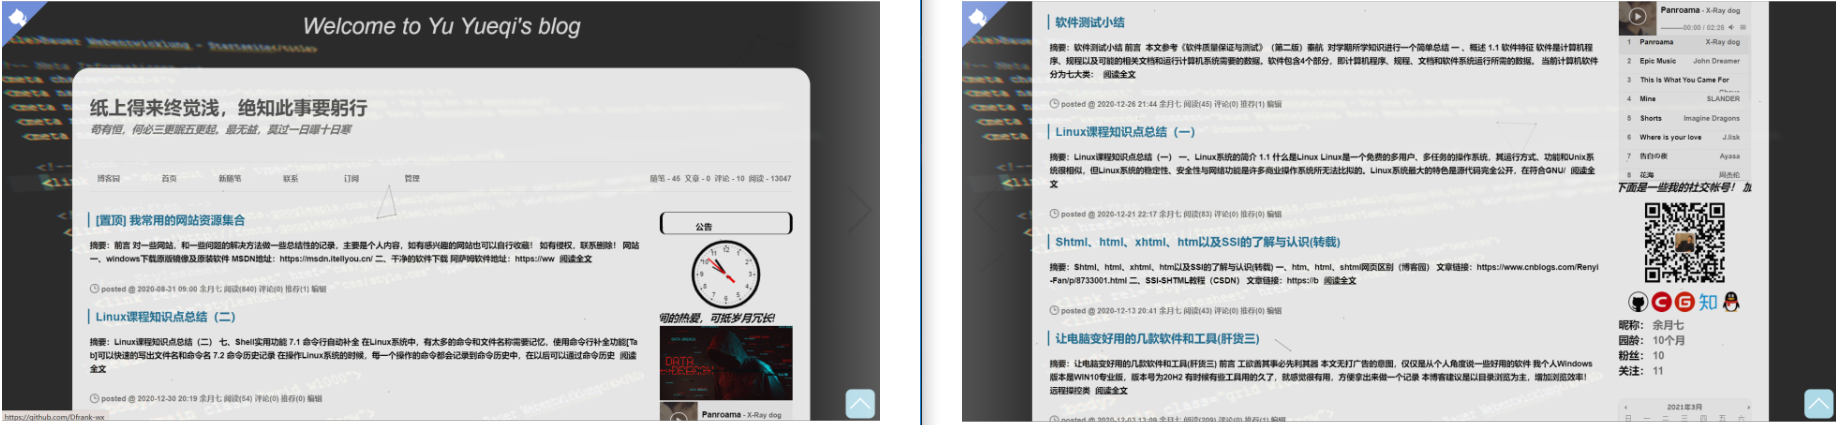 Welcome to Yu Yueqi's blog
纸上得来终觉浅，绝知此事要躬行
苟有恒，何必三更眠五更起。最无益，莫过一日曝十日寒
博客园 首页 新随笔 联系 订阅 管理
随笔 - 45 文章 - 0 评论 - 10 阅读 - 13047
[置顶] 我常用的网站资源集合
摘要：前言 对一些网站，和一些问题的解决方法做一些总结性的记录，主要是个人内容，如有感兴趣的网站也可以自行收藏！ 如有侵权，联系删除！ 网站
一、windows下载原版镜像及原装软件 MSDN地址：https://msdn.itellyou.cn/ 二、干净的软件下载 阿萨姆软件地址：https://ww 阅读全文
posted @ 2020-08-31 09:00 余月七 阅读(840) 评论(0) 推荐(1) 编辑
Linux课程知识点总结（二）
摘要：Linux课程知识点总结（二） 七、Shell实用功能 7.1 命令行自动补全 在Linux系统中，有太多的命令和文件名称需要记忆，使用命令行补全功能[Ta
b]可以快速的写出文件名和命令名 7.2 命令历史记录 在操作Linux系统的时候，每一个操作的命令都会记录到命令历史中，在以后可以通过命令历史 阅读
全文
posted @ 2020-12-30 20:19 余月七 阅读(54) 评论(0) 推荐(0) 编辑
公告
间的热爱，可抵岁月冗长!
DATA
Panroama - X-Ray dog
https://github.com/Dfrank-wx
软件测试小结
摘要：软件测试小结 前言 本文参考《软件质量保证与测试》（第二版）秦航 对学期所学知识进行一个简单总结 一、概述 1.1 软件特征 软件是计算机程
序、规程以及可能的相关文档和运行计算机系统需要的数据。软件包含4个部分，即计算机程序、规程、文档和软件系统运行所需的数据。 当前计算机软件
分为七大类： 阅读全文
posted @ 2020-12-26 21:44 余月七 阅读(45) 评论(0) 推荐(1) 编辑
Linux课程知识点总结（一）
摘要：Linux课程知识点总结（一） 一、Linux系统的简介 1.1 什么是Linux Linux是一个免费的多用户、多任务的操作系统，其运行方式、功能和Unix系
统很相似，但Linux系统的稳定性、安全性与网络功能是许多商业操作系统所无法比拟的。Linux系统最大的特色是源代码完全公开，在符合GNU/ 阅读全
文
posted @ 2020-12-21 22:17 余月七 阅读(83) 评论(0) 推荐(0) 编辑
Shtml、html、xhtml、htm以及SSI的了解与认识(转载)
摘要：Shtml、html、xhtml、htm以及SSI的了解与认识(转载) 一、htm、html、shtml网页区别（博客园） 文章链接：https://www.cnblogs.com/Renyi
-Fan/p/8733001.html 二、SSI-SHTML教程（CSDN） 文章链接：https://b 阅读全文
posted @ 2020-12-13 20:41 余月七 阅读(43) 评论(0) 推荐(0) 编辑
让电脑变好用的几款软件和工具(肝货三)
摘要：让电脑变好用的几款软件和工具(肝货三) 前言 工欲善其事必先利其器 本文无打广告的意图，仅仅是从个人角度说一些好用的软件 我个人Windows
版本是WIN10专业版，版本号为20H2 有时候有些工具用的久了，就感觉很有用，方便拿出来做一个记录 本博客建议是以目录浏览为主，增加浏览效率！
远程操控类 阅读全文
posted @ 2020-12-03 13:09 余月七 阅读(209) 评论(0) 推荐(0) 编辑
Panroama - X-Ray dog
00:00 / 02:26
1 Panroama X-Ray dog
2 Epic Music John Dreamer
3 This Is What You Came For
4 Mine SLANDER
5 Shorts Imagine Dragons
6 Where is your love J.lisk
7 告白の夜 Ayasa
8 花海 周杰伦
下面是一些我的社交帐号！ 加
知
昵称： 余月七
园龄： 10个月
粉丝： 10
关注： 11
‹ 2021年3月 ›
日 一 二 三 四 五 六